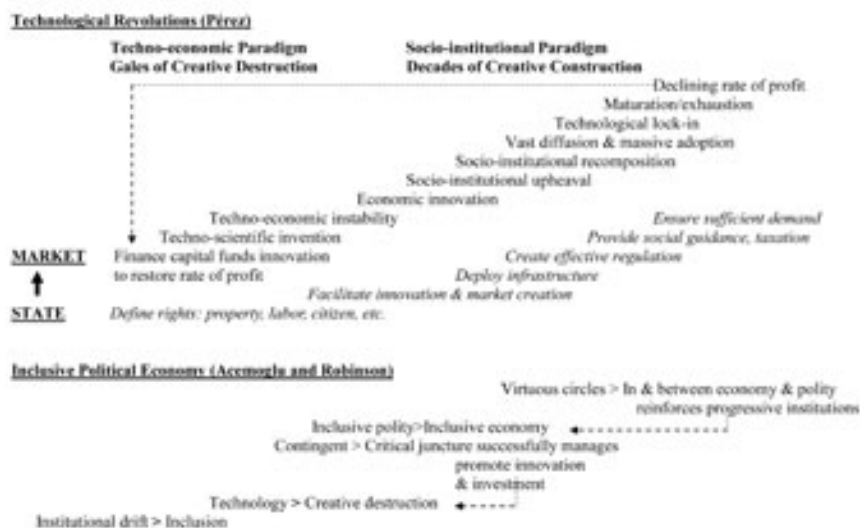 Technological Revolutions (Pérez)
Techno-economic Paradigm Socio-institutional Paradigm
Gales of Creative Destruction Decades of Creative Construction
Declining rate of profit
Maturation/exhaustion
Technological lock-in
Vast diffusion & massive adoption
Socio-institutional recomposition
Socio-institutional upheaval
Economic innovation
Techno-economic instability Ensure sufficient demand
Techno-scientific invention Provide social guidance, taxation
MARKET Finance capital funds innovation Create effective regulation
to restore rate of profit Deploy infrastructure
Facilitate innovation & market creation
STATE Define rights: property, labor, citizen, etc.
Inclusive Political Economy (Acemoglu and Robinson)
Virtuous circles > In & between economy & polity
reinforces progressive institutions
Inclusive polity>Inclusive economy
Contingent > Critical juncture successfully manages
promote innovation
& investment
Technology > Creative destruction
Institutional drift > Inclusion